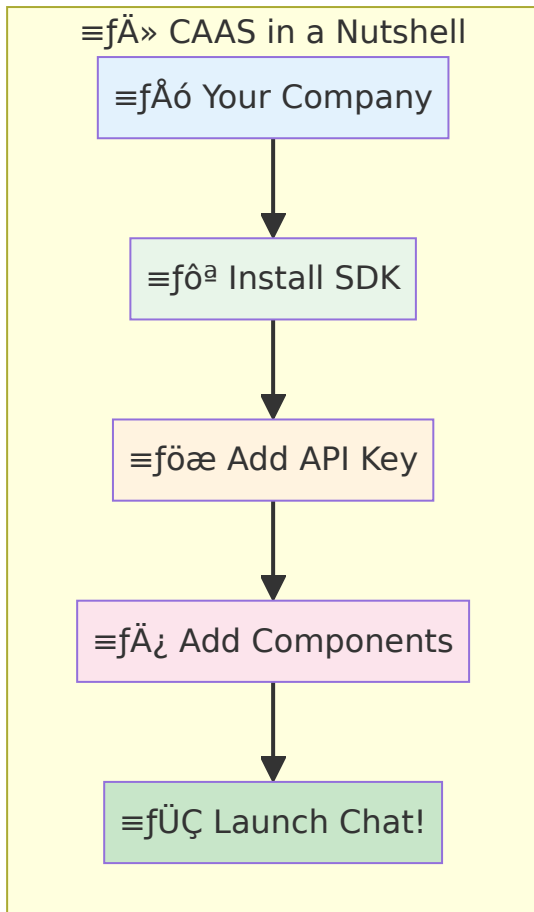 ≡ƒÄ» CAAS in a Nutshell
≡ƒÅó Your Company
≡ƒôª Install SDK
≡ƒöæ Add API Key
≡ƒÄ¿ Add Components
≡ƒÜÇ Launch Chat!